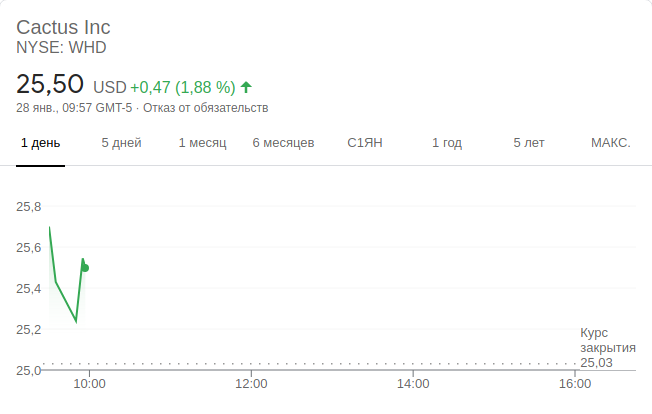 Cactus Inc
NYSE: WHD
25,50 USD +0,47 (1,88 %)
28 янв., 09:57 GMT-5 · Отказ от обязательств
1 день 5 дней 1 месяц 6 месяцев С1ЯН 1 год 5 лет МАКС.
25,8
25,6
25,4
25,2
25,0
Курс
закрытия
25,03
10:00 12:00 14:00 16:00